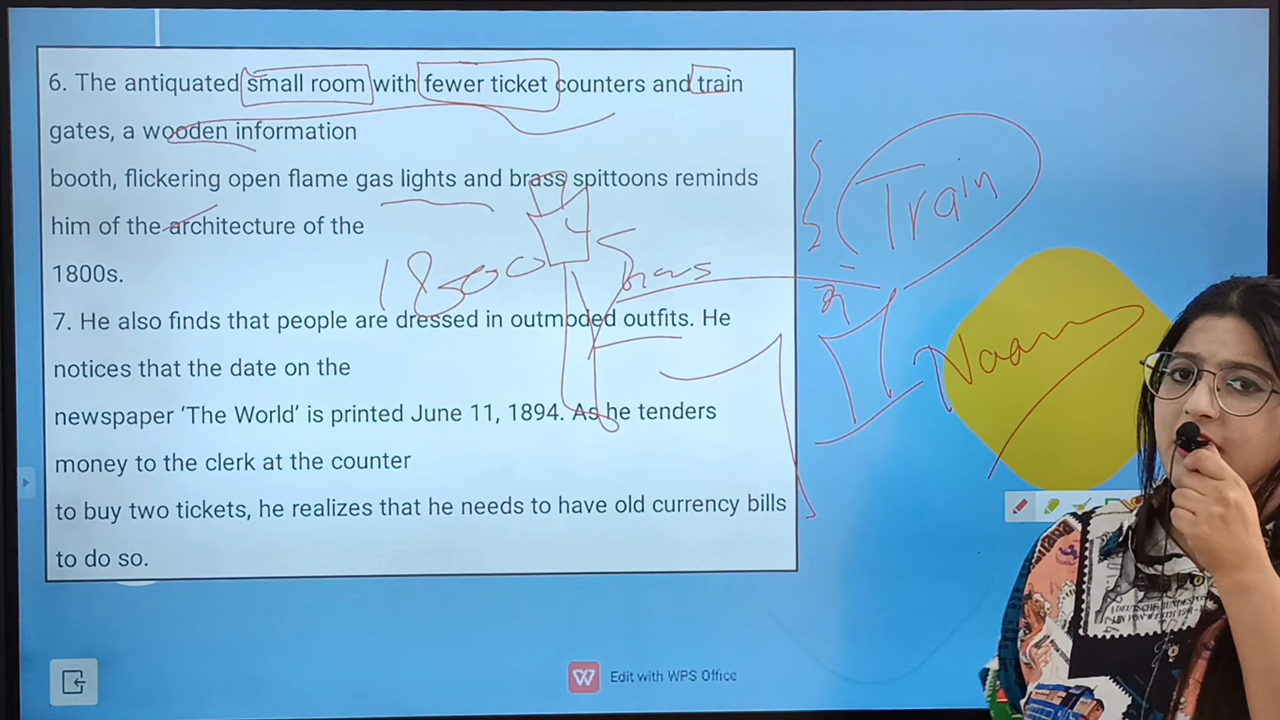 6. The antiquated small room with fewer ticket counters and train
gates, a wooden information
booth, flickering open flame gas lights and brass spittoons reminds
him of the architecture of the
1800s.
7. He also finds that people are dressed in outmoded outfits. He
notices that the date on the
newspaper ‘The World’ is printed June 11, 1894. As he tenders
money to the clerk at the counter
to buy two tickets, he realizes that he needs to have old currency bills
to do so.
Train
1800
Edit with WPS Office